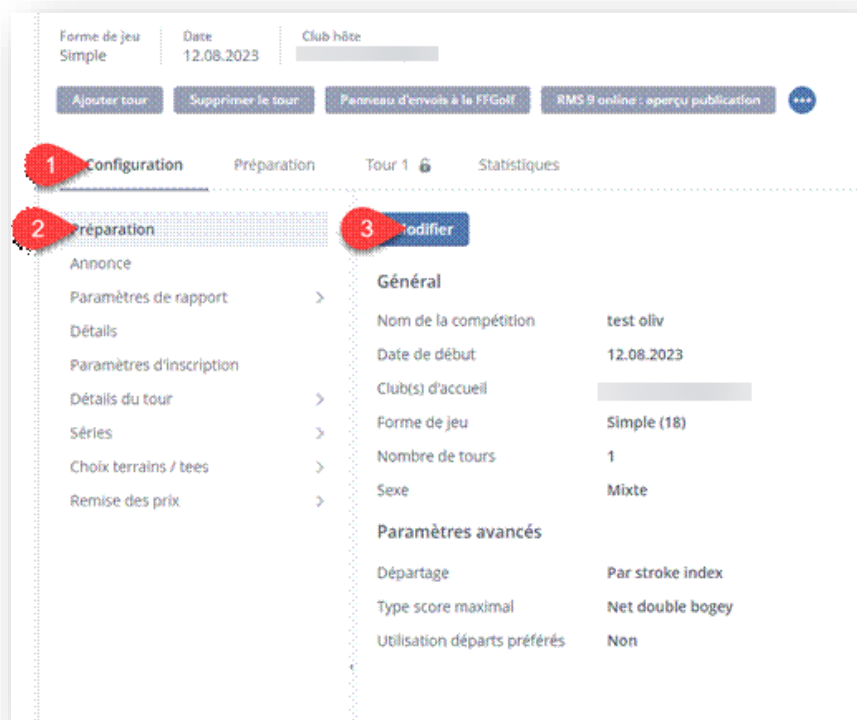 Forme de jeu Date Club hôte
Simple 12.08.2023
Ajouter tour Supprimer le tour Panneau d'envois à la FFGolf RMS 9 online : aperçu publication
1 Configuration Préparation Tour 1 Statistiques
2 Préparation 3 Modifier
Annonce
Général
Paramètres de rapport
Nom de la compétition test oliv
Détails
Date de début 12.08.2023
Paramètres d'inscription
Club(s) d'accueil
Détails du tour
Forme de jeu Simple (18)
Séries
Nombre de tours 1
Choix terrains / tees
Sexe Mixte
Remise des prix
Paramètres avancés
Départage Par stroke index
Type score maximal Net double bogey
Utilisation départs préférés Non